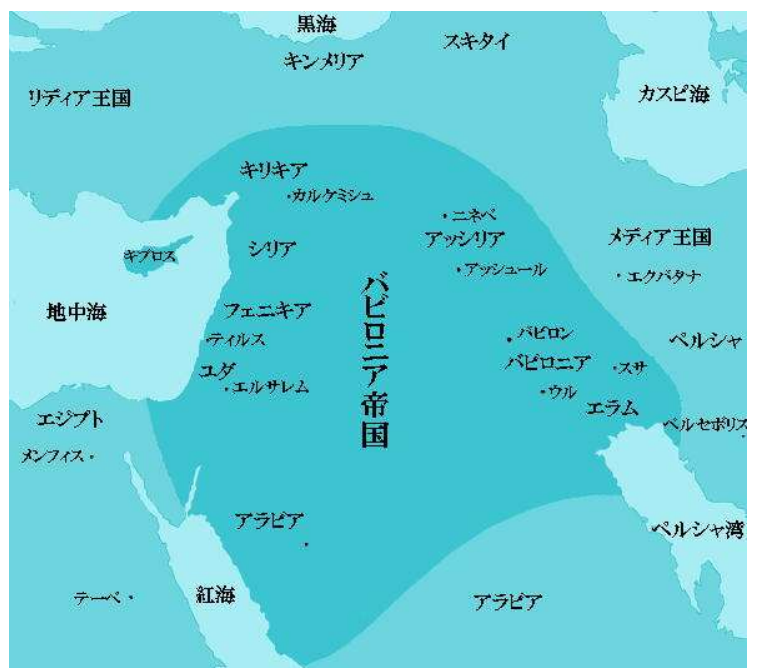 黒海
スキタイ
キンメリア
リディア王国
カスピ海
キリキア
カルケミシュ
ニネベ
アッシリア
メディア王国
シリア
キプロス
アッシュール
エクバタナ
バビロニア帝国
地中海
フェニキア
ティルス
バビロン
ペルシャ
ユダ
エルサレム
バビロニア
スサ
ウル
エラム
エジプト
ペルセポリス
メンフィス
アラビア
ペルシャ湾
テーベ
紅海
アラビア